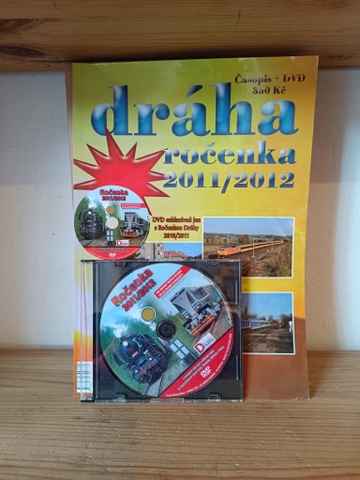 Časopis + DVD
350 Kč
dráha
ročenka
2011/2012
Ročenka
2011/2012
DVD exkluzivně jen
s Ročenkou Dráhy
2010/2011
Ročenka
2011/2012
DVD